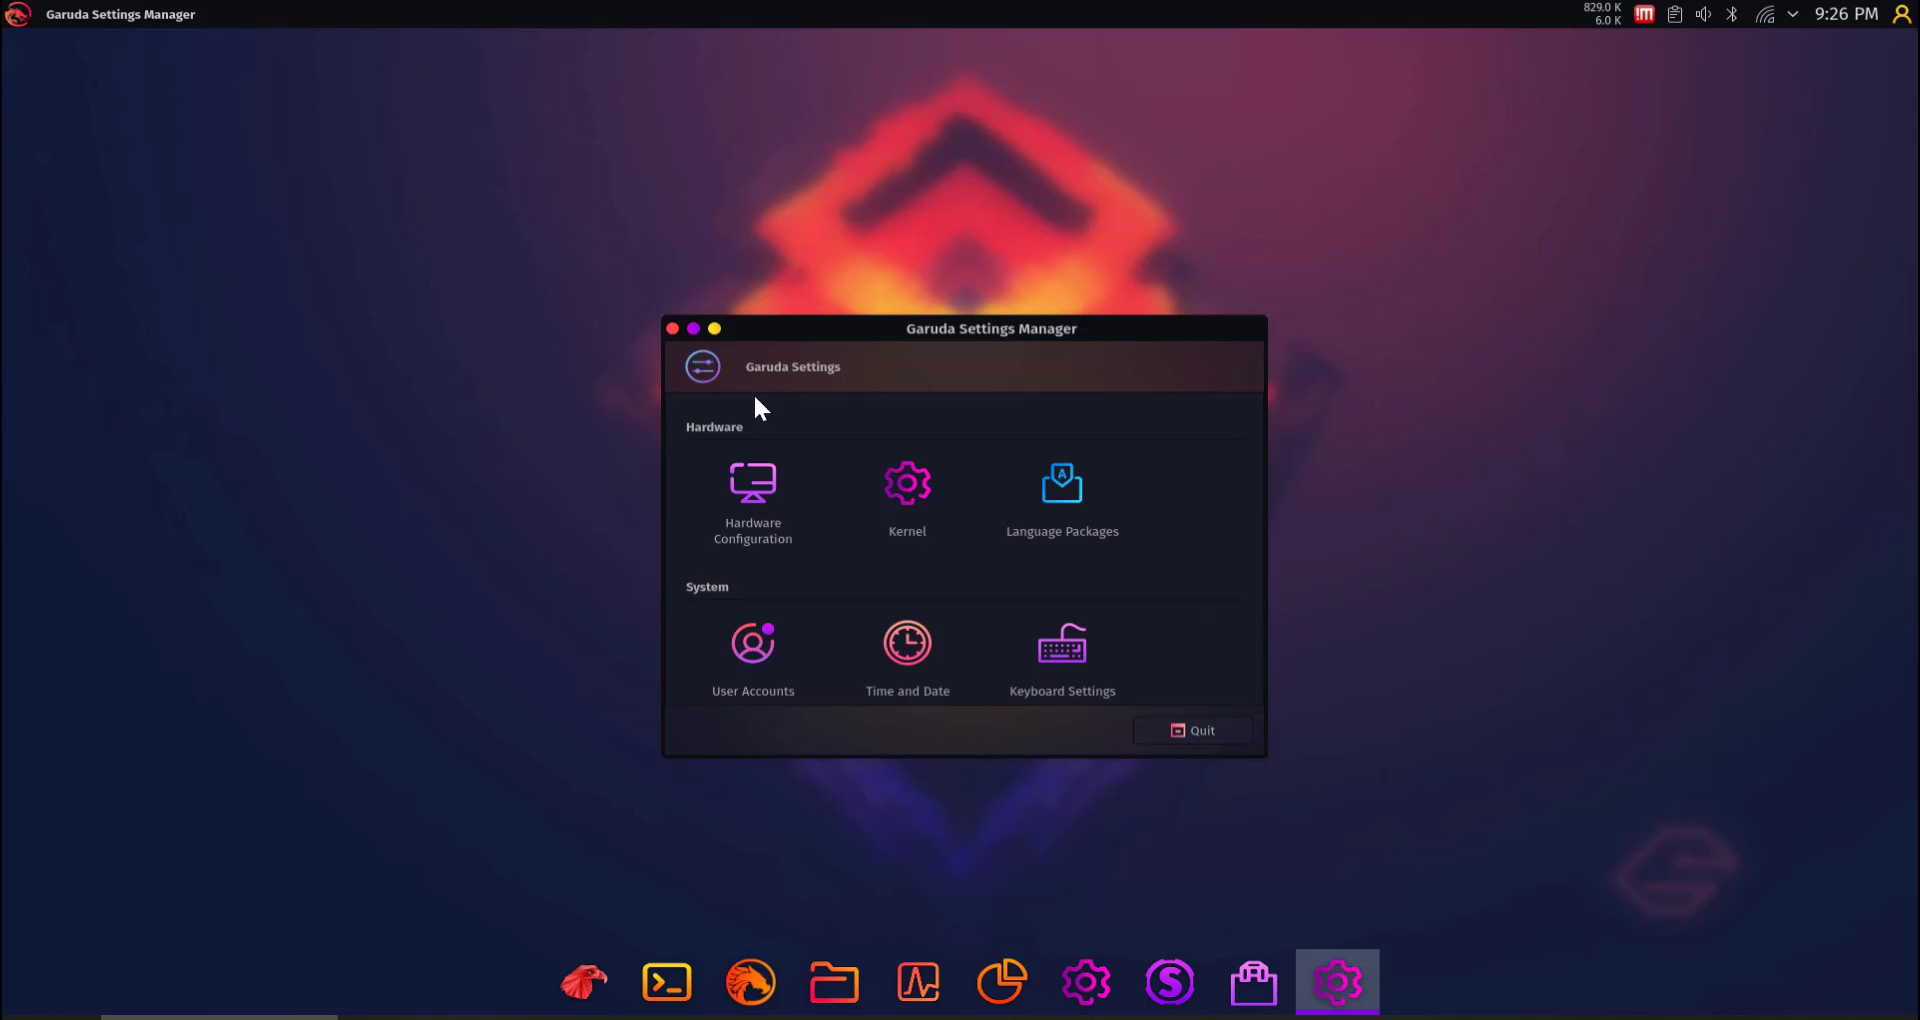 Garuda Settings Manager
829.0 K
6.0 K
9:26 PM
Garuda Settings Manager
Garuda Settings
Hardware
Hardware
Configuration
Kernel
Language Packages
System
User Accounts
Time and Date
Keyboard Settings
Quit